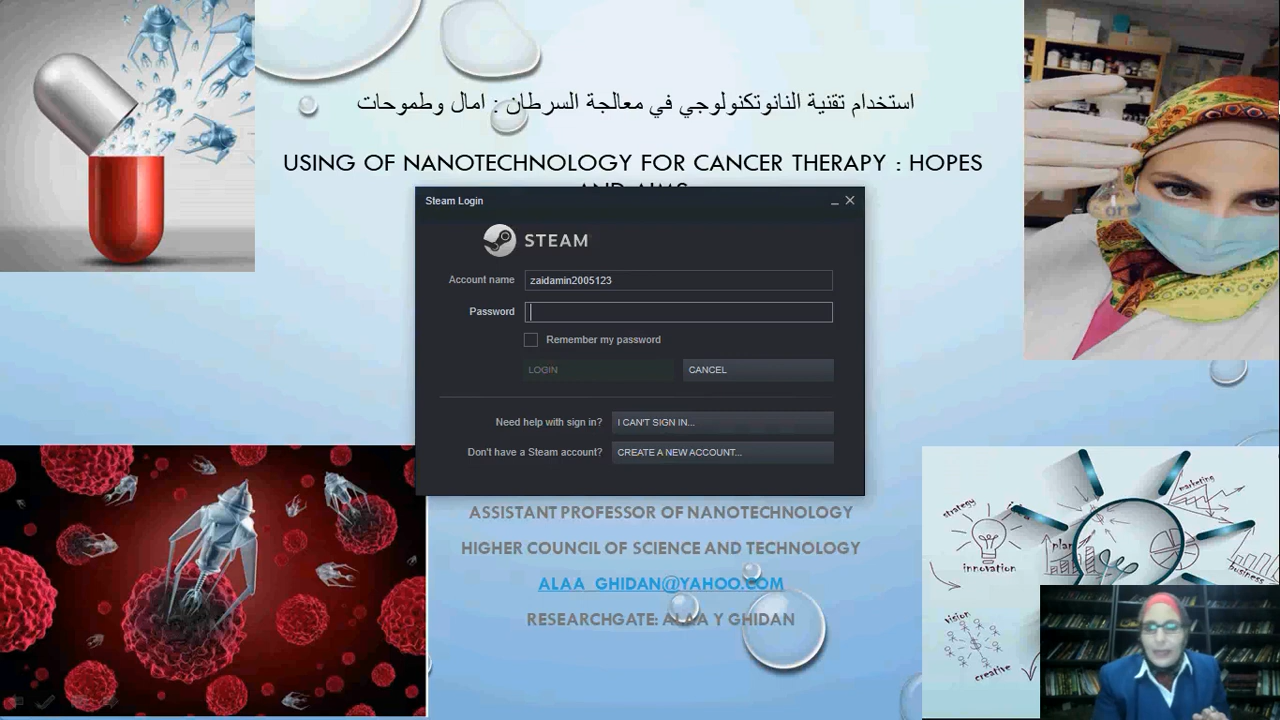 استخدام تقنية النانوتكنولوجي في معالجة السرطان : امال وطموحات
USING OF NANOTECHNOLOGY FOR CANCER THERAPY : HOPES
AND AIMS
Steam Login
STEAM
Account name
zaidamin2005123
Password
Remember my password
LOGIN
CANCEL
Need help with sign in?
I CAN'T SIGN IN...
Don't have a Steam account?
CREATE A NEW ACCOUNT...
ASSISTANT PROFESSOR OF NANOTECHNOLOGY
HIGHER COUNCIL OF SCIENCE AND TECHNOLOGY
ALAA_GHIDAN@YAHOO.COM
RESEARCHGATE: ALAA Y GHIDAN
strategy
marketing
plan
innovation
business
vision
creative